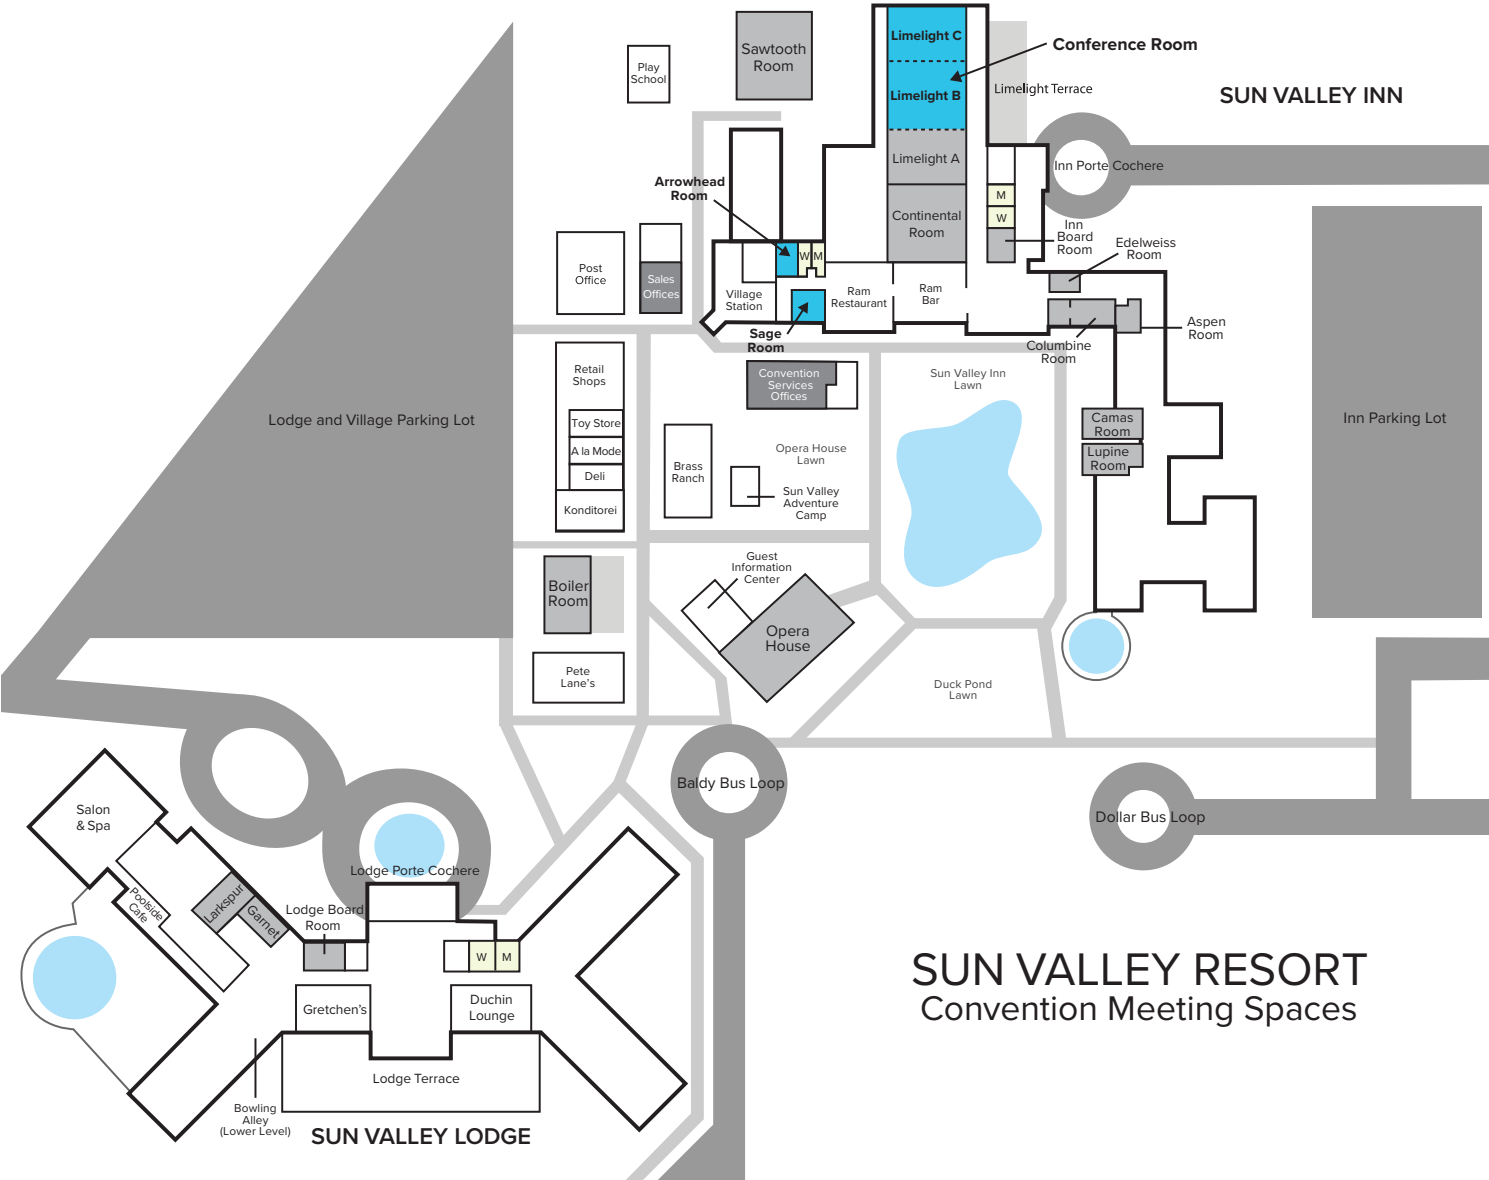 Limelight C
Conference Room
Sawtooth
Room
Play
School
Limelight B
Limelight Terrace
SUN VALLEY INN
Limelight A
Inn Porte Cochere
Arrowhead
Room
M
W
Continental
Room
Inn
Board
Room
Edelweiss
Room
Post
Office
Sales
Offices
W
M
Village
Station
Ram
Restaurant
Ram
Bar
Sage
Room
Columbine
Room
Aspen
Room
Retail
Shops
Convention
Services
Offices
Sun Valley Inn
Lawn
Lodge and Village Parking Lot
Toy Store
A la Mode
Deli
Konditorei
Brass
Ranch
Opera House
Lawn
Sun Valley
Adventure
Camp
Camas
Room
Lupine
Room
Inn Parking Lot
Boiler
Room
Guest
Information
Center
Opera
House
Pete
Lane's
Duck Pond
Lawn
Baldy Bus Loop
Dollar Bus Loop
Salon
& Spa
Poolside
Cafe
Larkspur
Garnet
Lodge Porte Cochere
Lodge Board
Room
W
M
Gretchen's
Duchin
Lounge
Lodge Terrace
Bowling
Alley
(Lower Level)
SUN VALLEY LODGE
SUN VALLEY RESORT
Convention Meeting Spaces